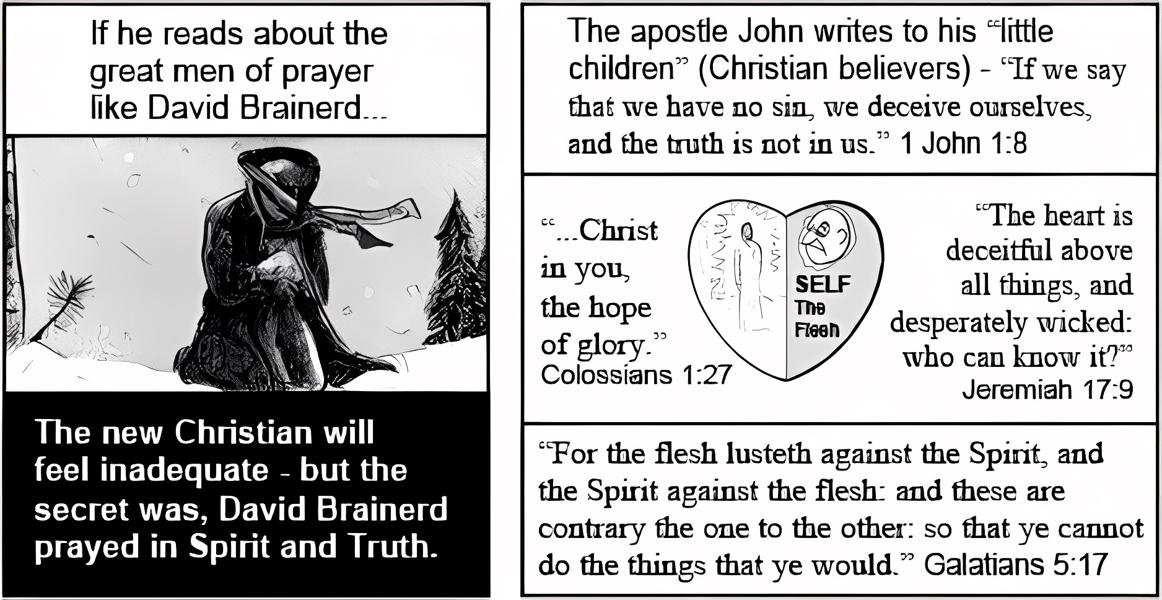 If he reads about the
great men of prayer
like David Brainerd...
The new Christian will
feel inadequate - but the
secret was, David Brainerd
prayed in Spirit and Truth.
The apostle John writes to his “little
children” (Christian believers) - “If we say
that we have no sin, we deceive ourselves,
and the truth is not in us.” 1 John 1:8
“...Christ
in you,
the hope
of glory.”
Colossians 1:27
SELF
The
Flesh
“The heart is
deceitful above
all things, and
desperately wicked:
who can know it?”
Jeremiah 17:9
“For the flesh lusteth against the Spirit, and
the Spirit against the flesh: and these are
contrary the one to the other: so that ye cannot
do the things that ye would.” Galatians 5:17